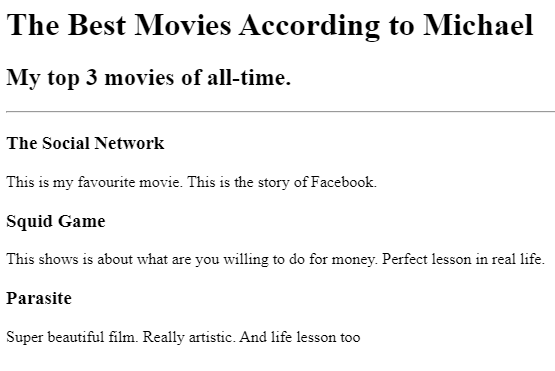 The Best Movies According to Michael
My top 3 movies of all-time.
The Social Network
This is my favourite movie. This is the story of Facebook.
Squid Game
This shows is about what are you willing to do for money. Perfect lesson in real life.
Parasite
Super beautiful film. Really artistic. And life lesson too